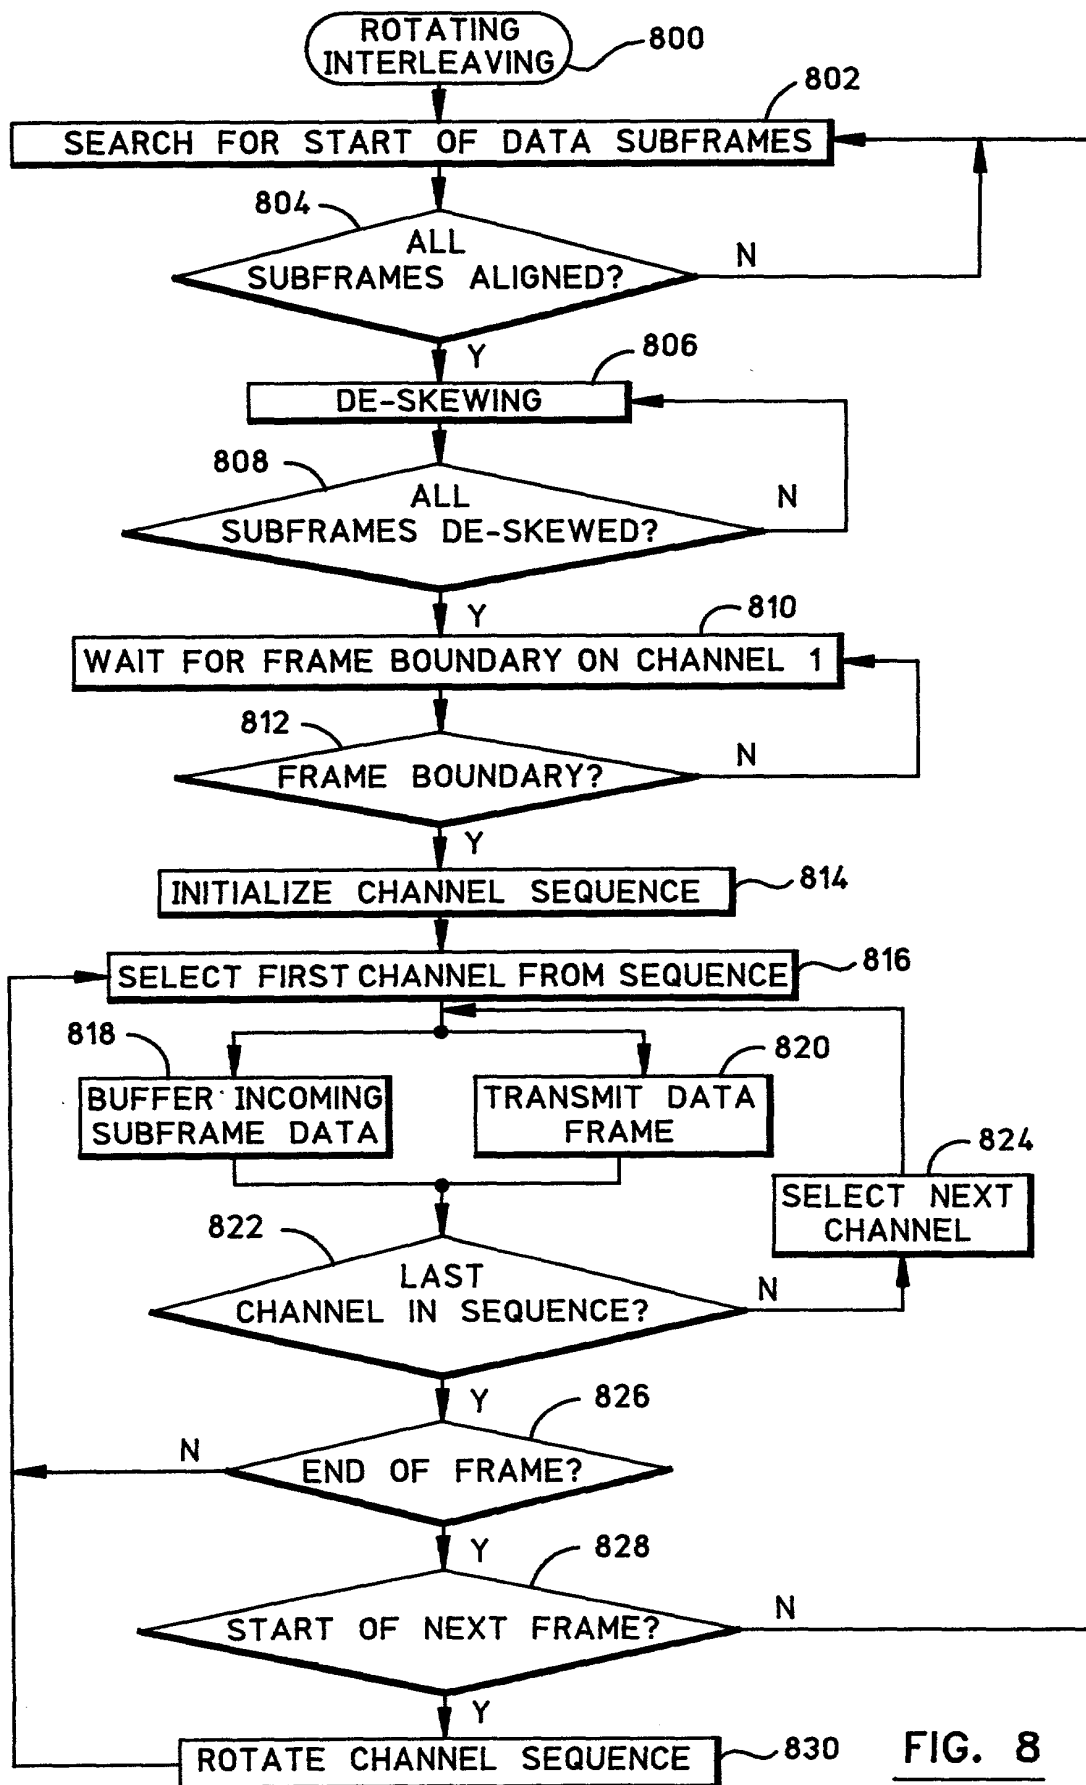 ROTATING
INTERLEAVING
800
802
SEARCH FOR START OF DATA SUBFRAMES
804
ALL
SUBFRAMES ALIGNED?
N
Y
806
DE-SKEWING
808
ALL
SUBFRAMES DE-SKEWED?
N
Y
810
WAIT FOR FRAME BOUNDARY ON CHANNEL 1
812
FRAME BOUNDARY?
N
Y
INITIALIZE CHANNEL SEQUENCE
814
SELECT FIRST CHANNEL FROM SEQUENCE
816
818
BUFFER INCOMING
SUBFRAME DATA
820
TRANSMIT DATA
FRAME
824
SELECT NEXT
CHANNEL
822
LAST
CHANNEL IN SEQUENCE?
N
Y
826
END OF FRAME?
N
Y
828
START OF NEXT FRAME?
N
Y
ROTATE CHANNEL SEQUENCE
830
FIG. 8